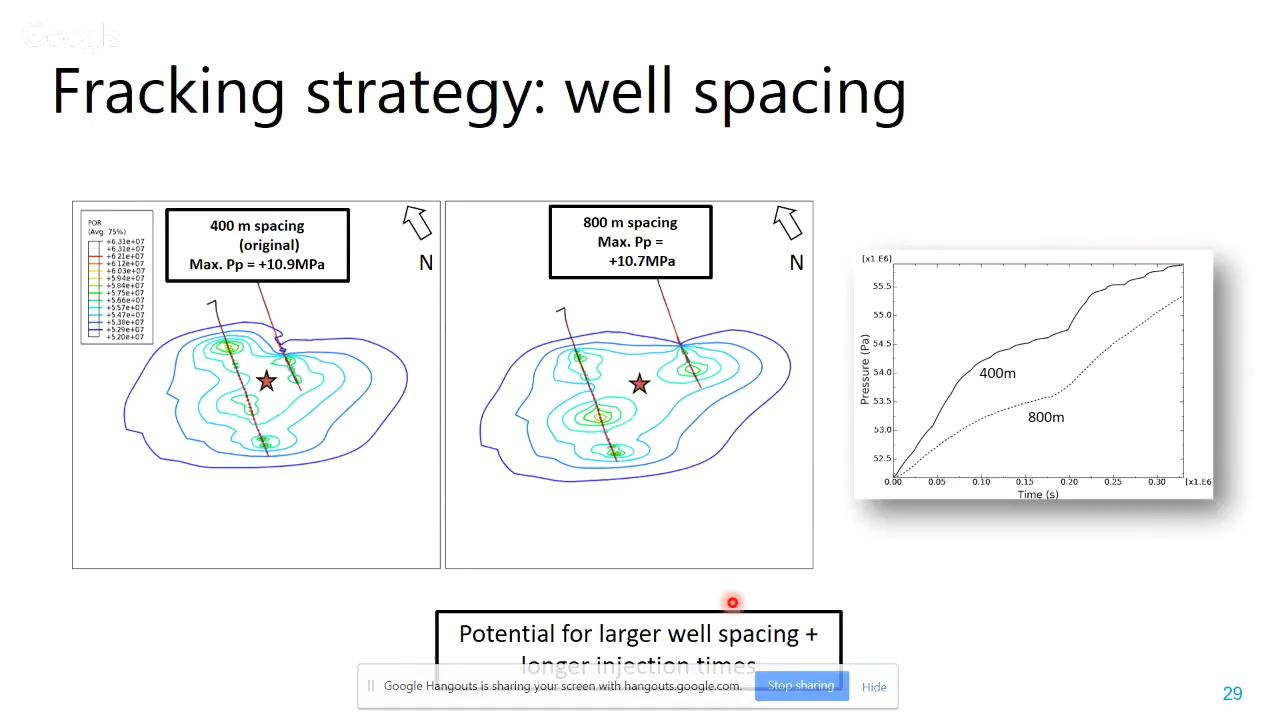 Google
Fracking strategy: well spacing
POR
(Avg: 75%)
+6.31e+07
+6.31e+07
+6.21e+07
+6.12e+07
+6.03e+07
+5.94e+07
+5.84e+07
+5.75e+07
+5.66e+07
+5.57e+07
+5.47e+07
+5.38e+07
+5.29e+07
+5.20e+07
400 m spacing
(original)
Max. Pp = +10.9MPa
N
800 m spacing
Max. Pp =
+10.7MPa
N
[x1.E6]
55.5
55.0
54.5
54.0
53.5
53.0
52.5
Pressure (Pa)
400m
800m
0.00 0.05 0.10 0.15 0.20 0.25 0.30 [x1.E6
Time (s)
Potential for larger well spacing +
longer injection times
Google Hangouts is sharing your screen with hangouts.google.com. Stop sharing Hide
29